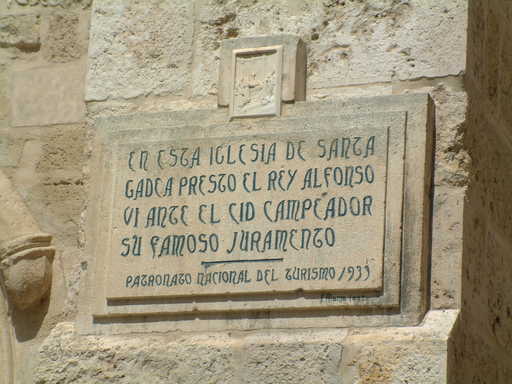 EN ESTA IGLESIA DE SANTA
GADEA PRESTO EL REY ALFONSO
VI ANTE EL CID CAMPEADOR
SU FAMOSO JURAMENTO
PATRONATO NACIONAL DEL TURISMO / 1933